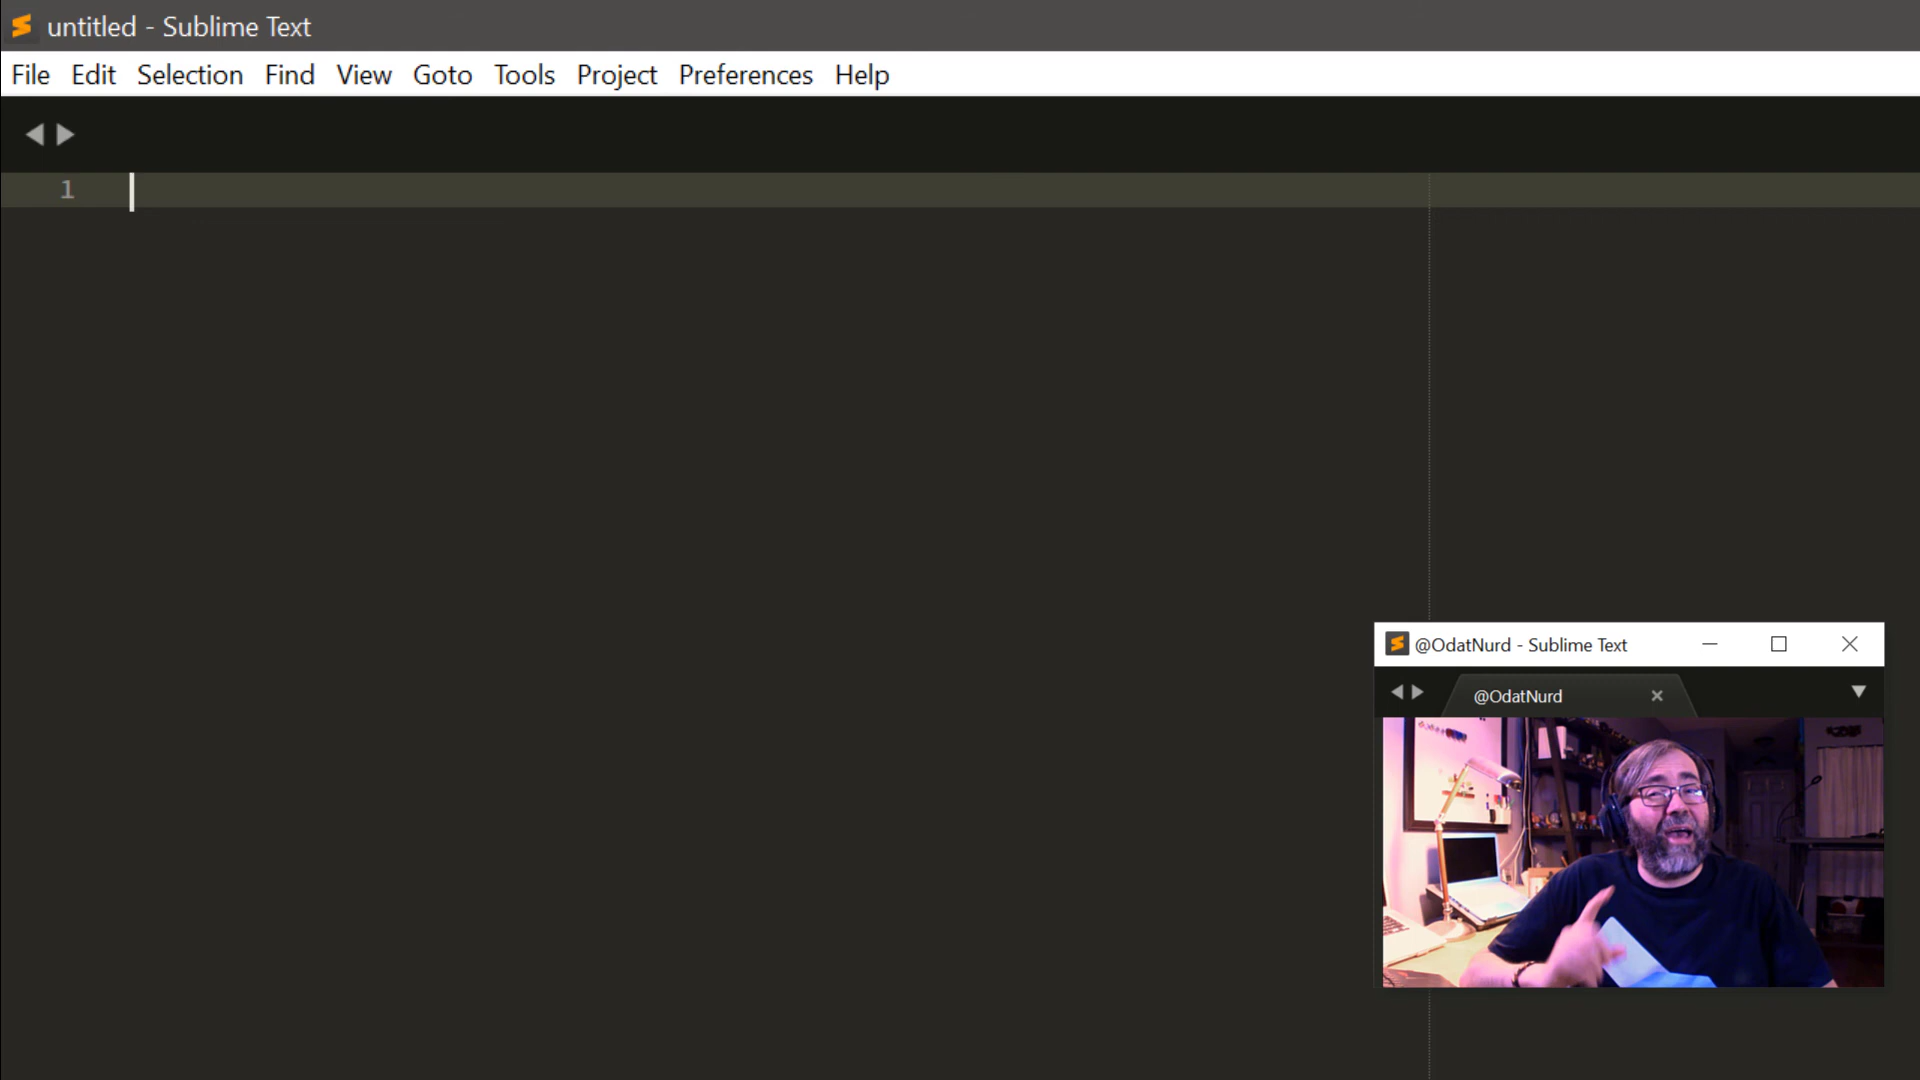 untitled - Sublime Text
File Edit Selection Find View Goto Tools Project Preferences Help
1
@OdatNurd - Sublime Text
@OdatNurd